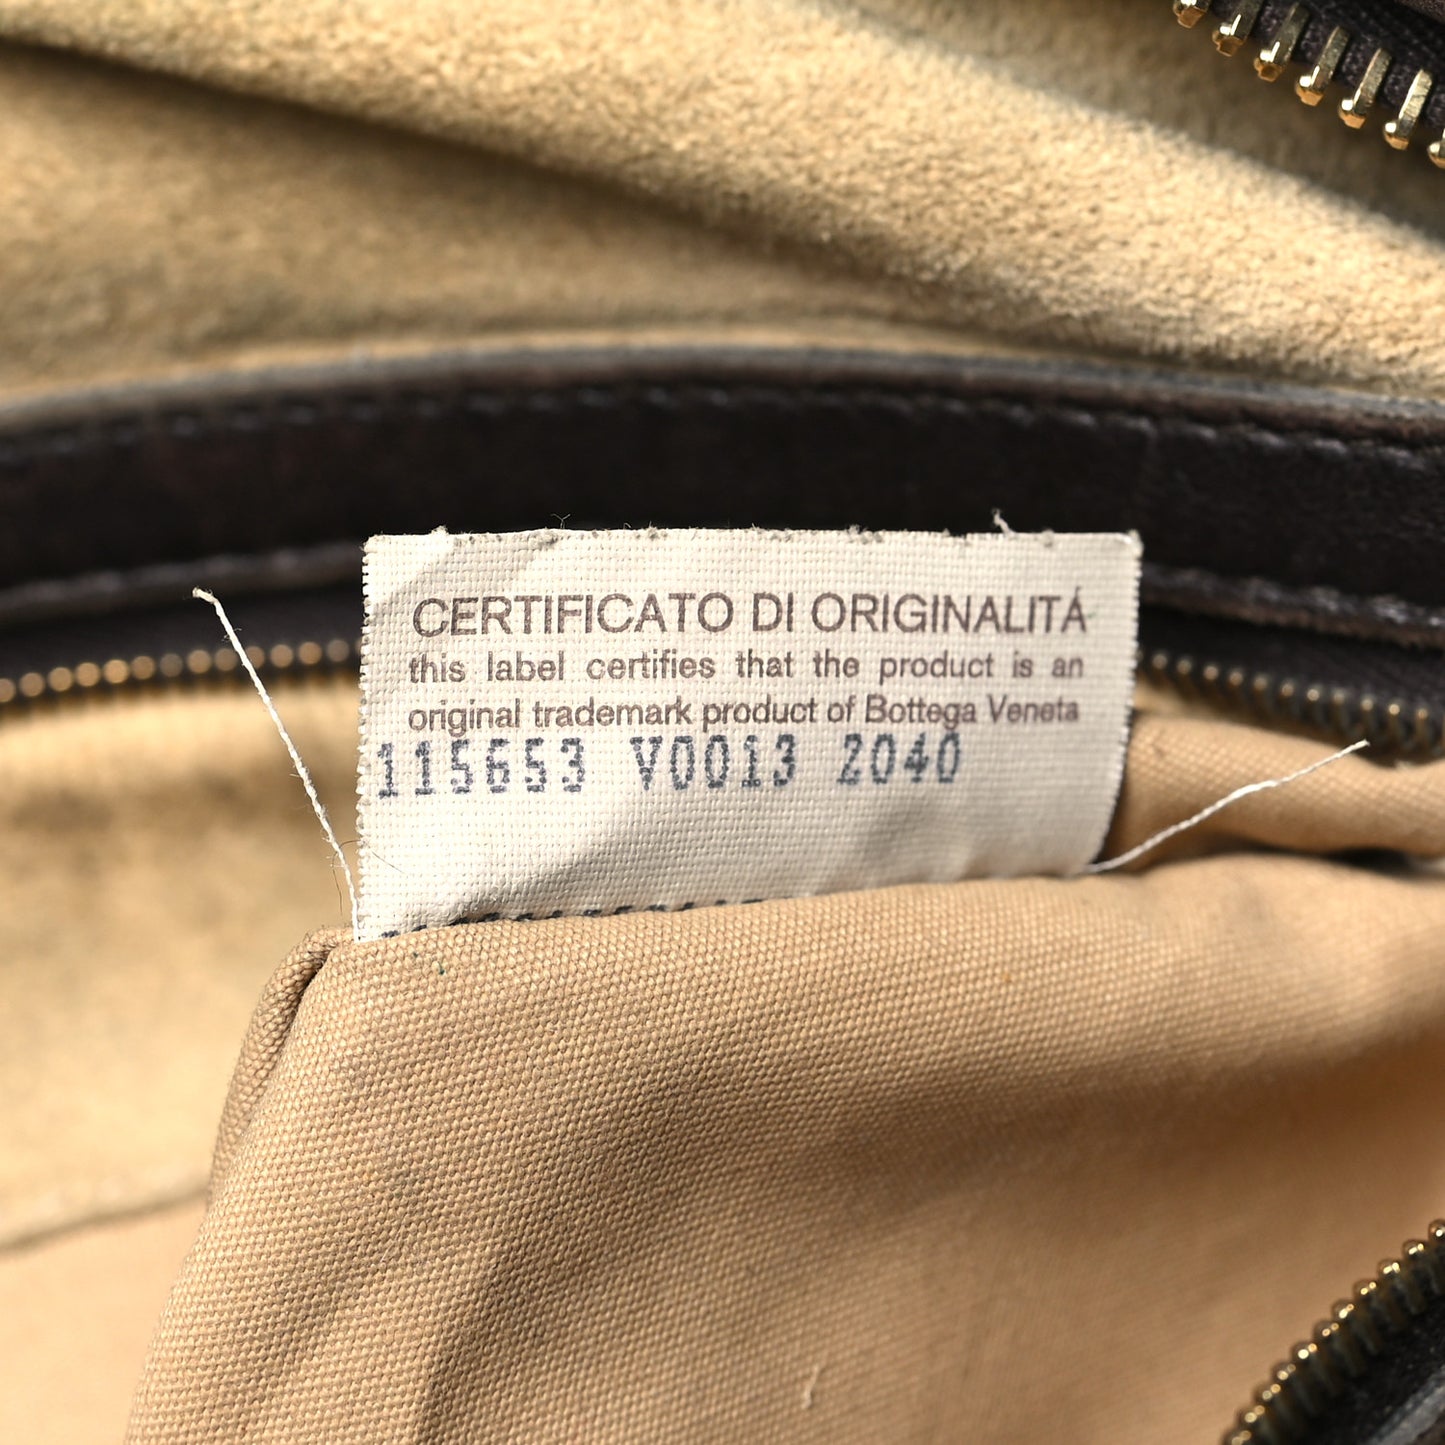 CERTIFICATO DI ORIGINALITÁ
this label certifies that the product is an
original trademark product of Bottega Veneta
115653 V0013 2040